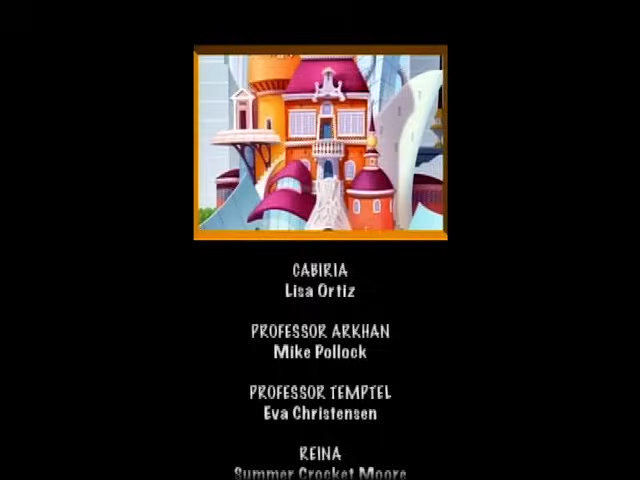 CABIRIA
Lisa Ortiz
PROFESSOR ARKHAN
Mike Pollock
PROFESSOR TEMPTEL
Eva Christensen
REINA
Summer Crocket Moore